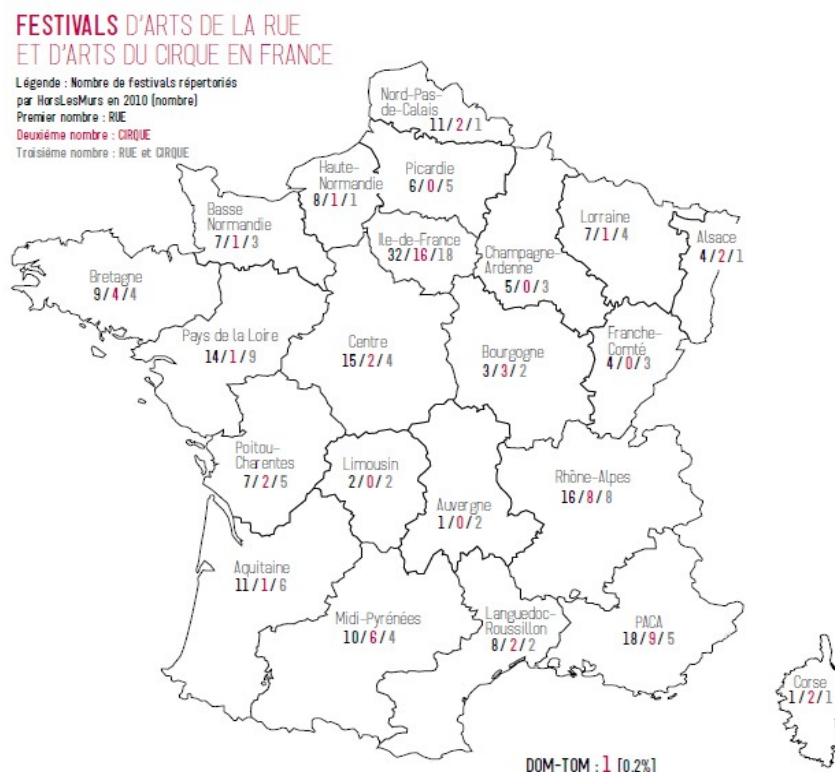 FESTIVALS D'ARTS DE LA RUE
ET D'ARTS DU CIRQUE EN FRANCE
Légende : Nombre de festivals répertoriés
par HorsLesMurs en 2010 (nombre)
Premier nombre : RUE
Deuxième nombre : CIRQUE
Troisième nombre : RUE et CIRQUE
Nord-Pas-
de-Calais
11/2/1
Haute-
Normandie
8/1/1
Picardie
6/0/5
Basse
Normandie
7/1/3
Ile-de-France
32/16/18
Champagne-
Ardenne
5/0/3
Lorraine
7/1/4
Alsace
4/2/1
Bretagne
9/4/4
Pays de la Loire
14/1/9
Centre
15/2/4
Bourgogne
3/3/2
Franche-
Comté
4/0/3
Poitou-
Charentes
7/2/5
Limousin
2/0/2
Auvergne
1/0/2
Rhône-Alpes
16/8/8
Aquitaine
11/1/6
Midi-Pyrénées
10/6/4
Languedoc-
Roussillon
8/2/2
PACA
18/9/5
Corse
1/2/1
DOM-TOM : 1 [0.2%]